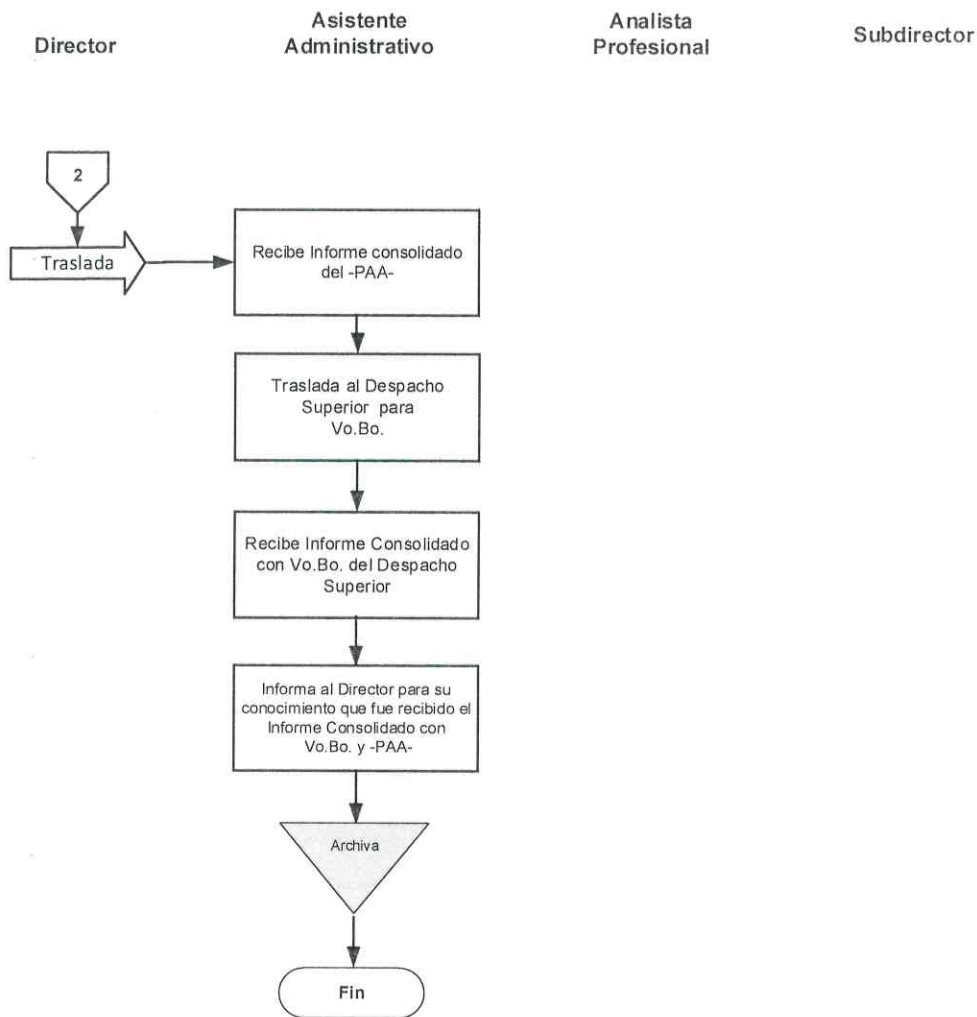 Director
Asistente
Administrativo
Analista
Profesional
Subdirector
2
Traslada
Recibe Informe consolidado
del -PAA-
Traslada al Despacho
Superior para
Vo.Bo.
Recibe Informe Consolidado
con Vo.Bo. del Despacho
Superior
Informa al Director para su
conocimiento que fue recibido el
Informe Consolidado con
Vo.Bo. y -PAA-
Archiva
Fin